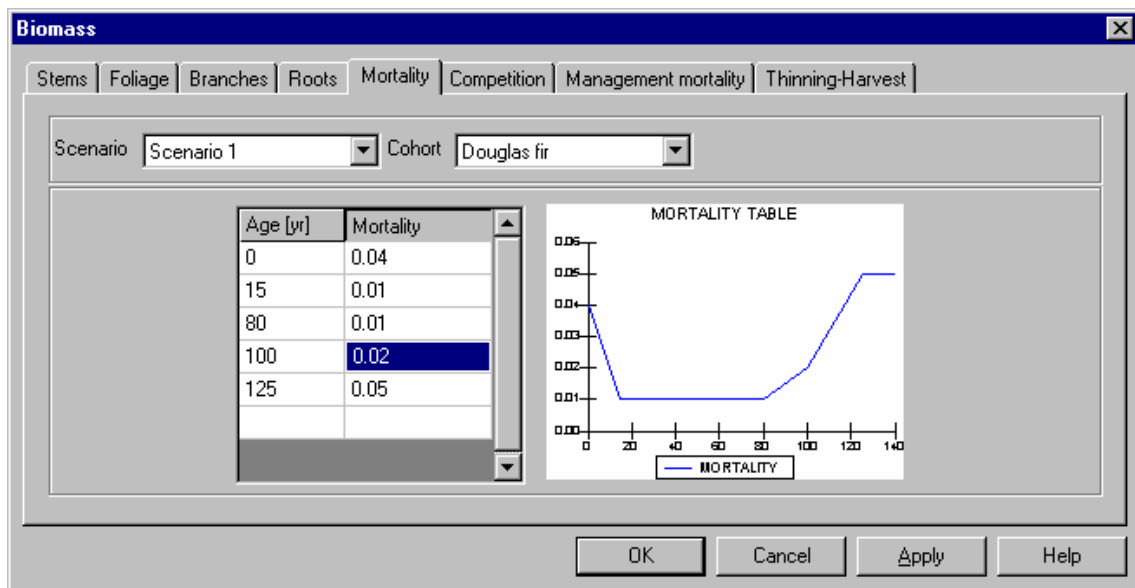 Biomass
Stems Foliage Branches Roots Mortality Competition Management mortality Thinning-Harvest
Scenario Scenario 1 Cohort Douglas fir
Age [yr] Mortality
0 0.04
15 0.01
80 0.01
100 0.02
125 0.05
MORTALITY TABLE
0.06
0.05
0.04
0.03
0.02
0.01
0.00
0 20 40 60 80 100 120 140
MORTALITY
OK Cancel Apply Help